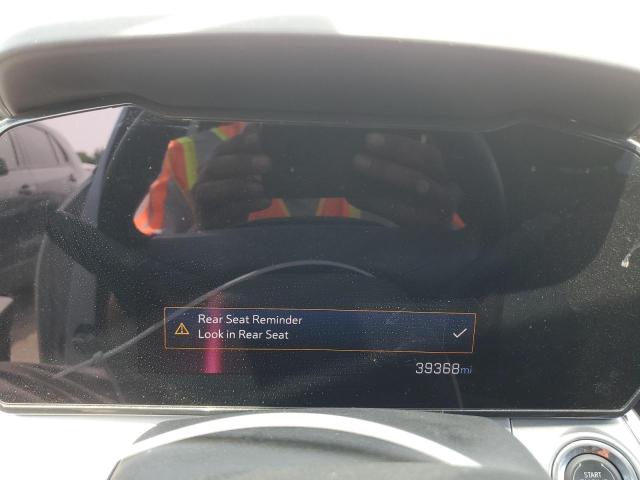 Rear Seat Reminder
Look in Rear Seat
39368mi
START